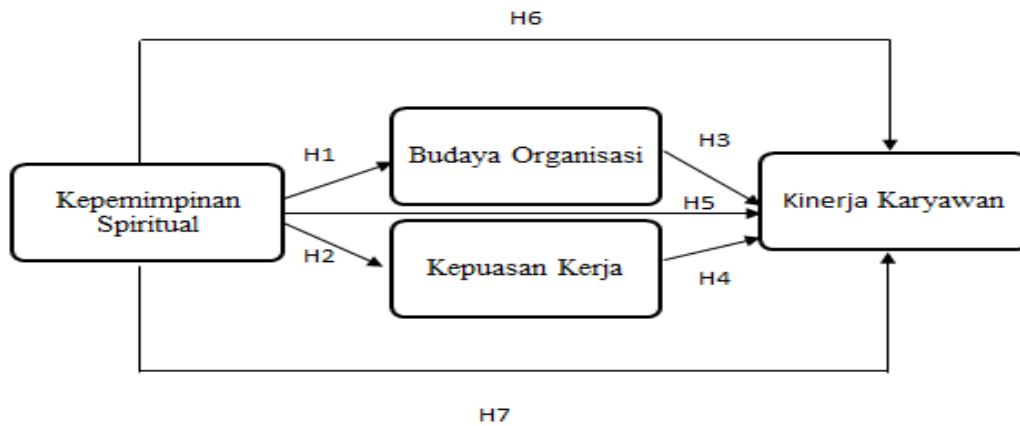 H6
H1
Budaya Organisasi
H3
Kepemimpinan
Spiritual
Kinerja Karyawan
H5
H2
Kepuasan Kerja
H4
H7